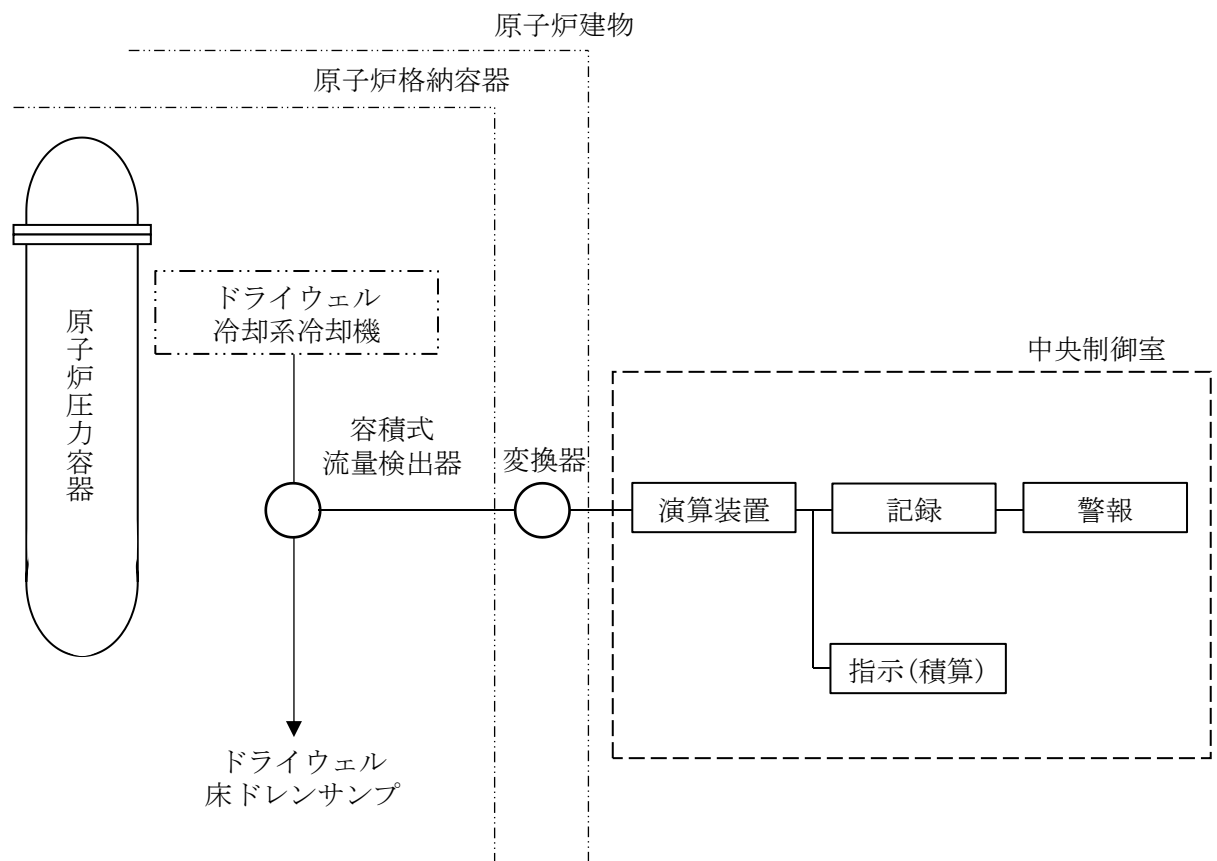 原子炉建物
原子炉格納容器
原子炉圧力容器
ドライウェル
冷却系冷却機
中央制御室
容積式
流量検出器
変換器
演算装置
記録
警報
指示(積算)
ドライウェル
床ドレンサンプ